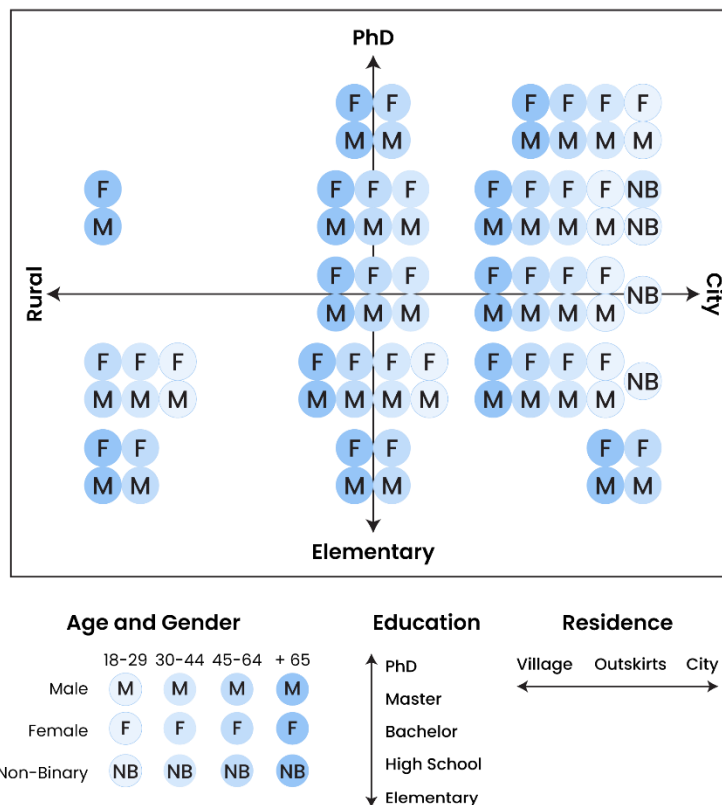 PhD
F F F F F F
M M M M M M
F F F F F F F F NB
M M M M M M M M NB
F F F F F F F
NB
M M M M M M M
Rural
City
F F F F F F F F F F F
NB
M M M M M M M M M M M
F F F F F F
M M M M M M
Elementary
Age and Gender
18-29 30-44 45-64 + 65
Male M M M M
Female F F F F
Non-Binary NB NB NB NB
Education
PhD
Master
Bachelor
High School
Elementary
Residence
Village Outskirts City